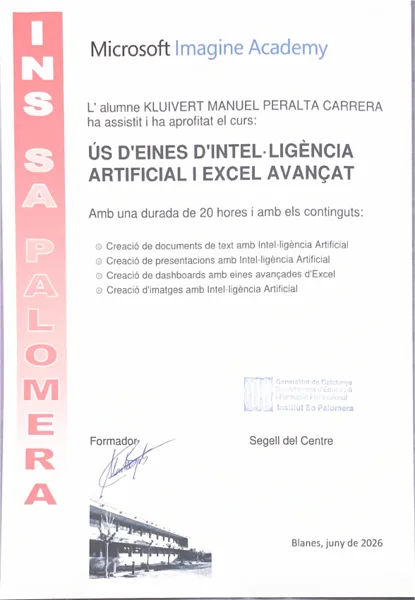 INS SA PALOMERA
Microsoft Imagine Academy
L' alumne KLUIVERT MANUEL PERALTA CARRERA
ha assistit i ha aprofitat el curs:
ÚS D'EINES D'INTEL·LIGÈNCIA
ARTIFICIAL I EXCEL AVANÇAT
Amb una durada de 20 hores i amb els continguts:
Creació de documents de text amb Intel·ligència Artificial
Creació de presentacions amb Intel·ligència Artificial
Creació de dashboards amb eines avançades d'Excel
Creació d'imatges amb Intel·ligència Artificial
Generalitat de Catalunya
Departament d'Educació
i Formació Professional
Institut Sa Palomera
Formador
Segell del Centre
Blanes, juny de 2026